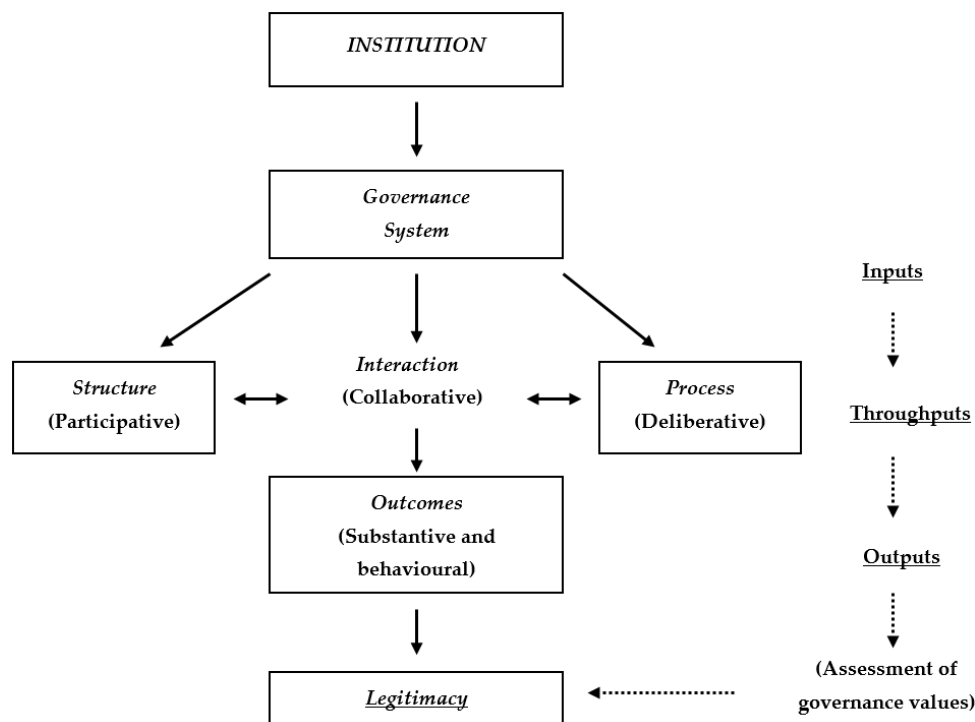 INSTITUTION
Governance
System
Inputs
Structure
(Participative)
Interaction
(Collaborative)
Process
(Deliberative)
Throughputs
Outcomes
(Substantive and
behavioural)
Outputs
Legitimacy
(Assessment of
governance values)